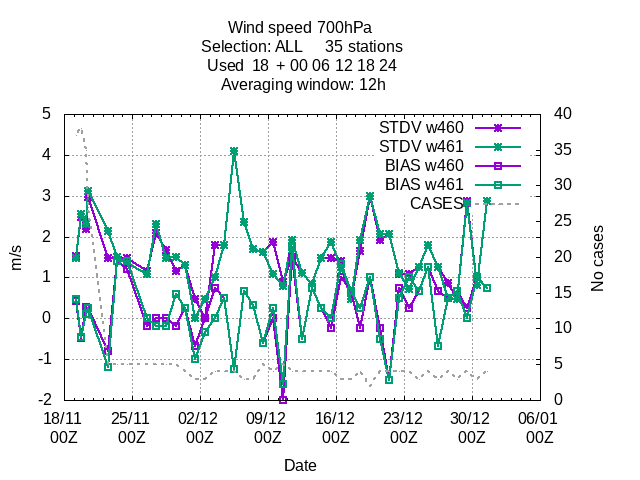 Wind speed 700hPa
Selection: ALL 35 stations
Used 18 + 00 06 12 18 24
Averaging window: 12h
STDV w460
STDV w461
BIAS w460
BIAS w461
CASES
m/s
5
4
3
2
1
0
-1
-2
No cases
40
35
30
25
20
15
10
5
0
18/11 25/11 02/12 09/12 16/12 23/12 30/12 06/01
00Z 00Z 00Z 00Z 00Z 00Z 00Z 00Z
Date